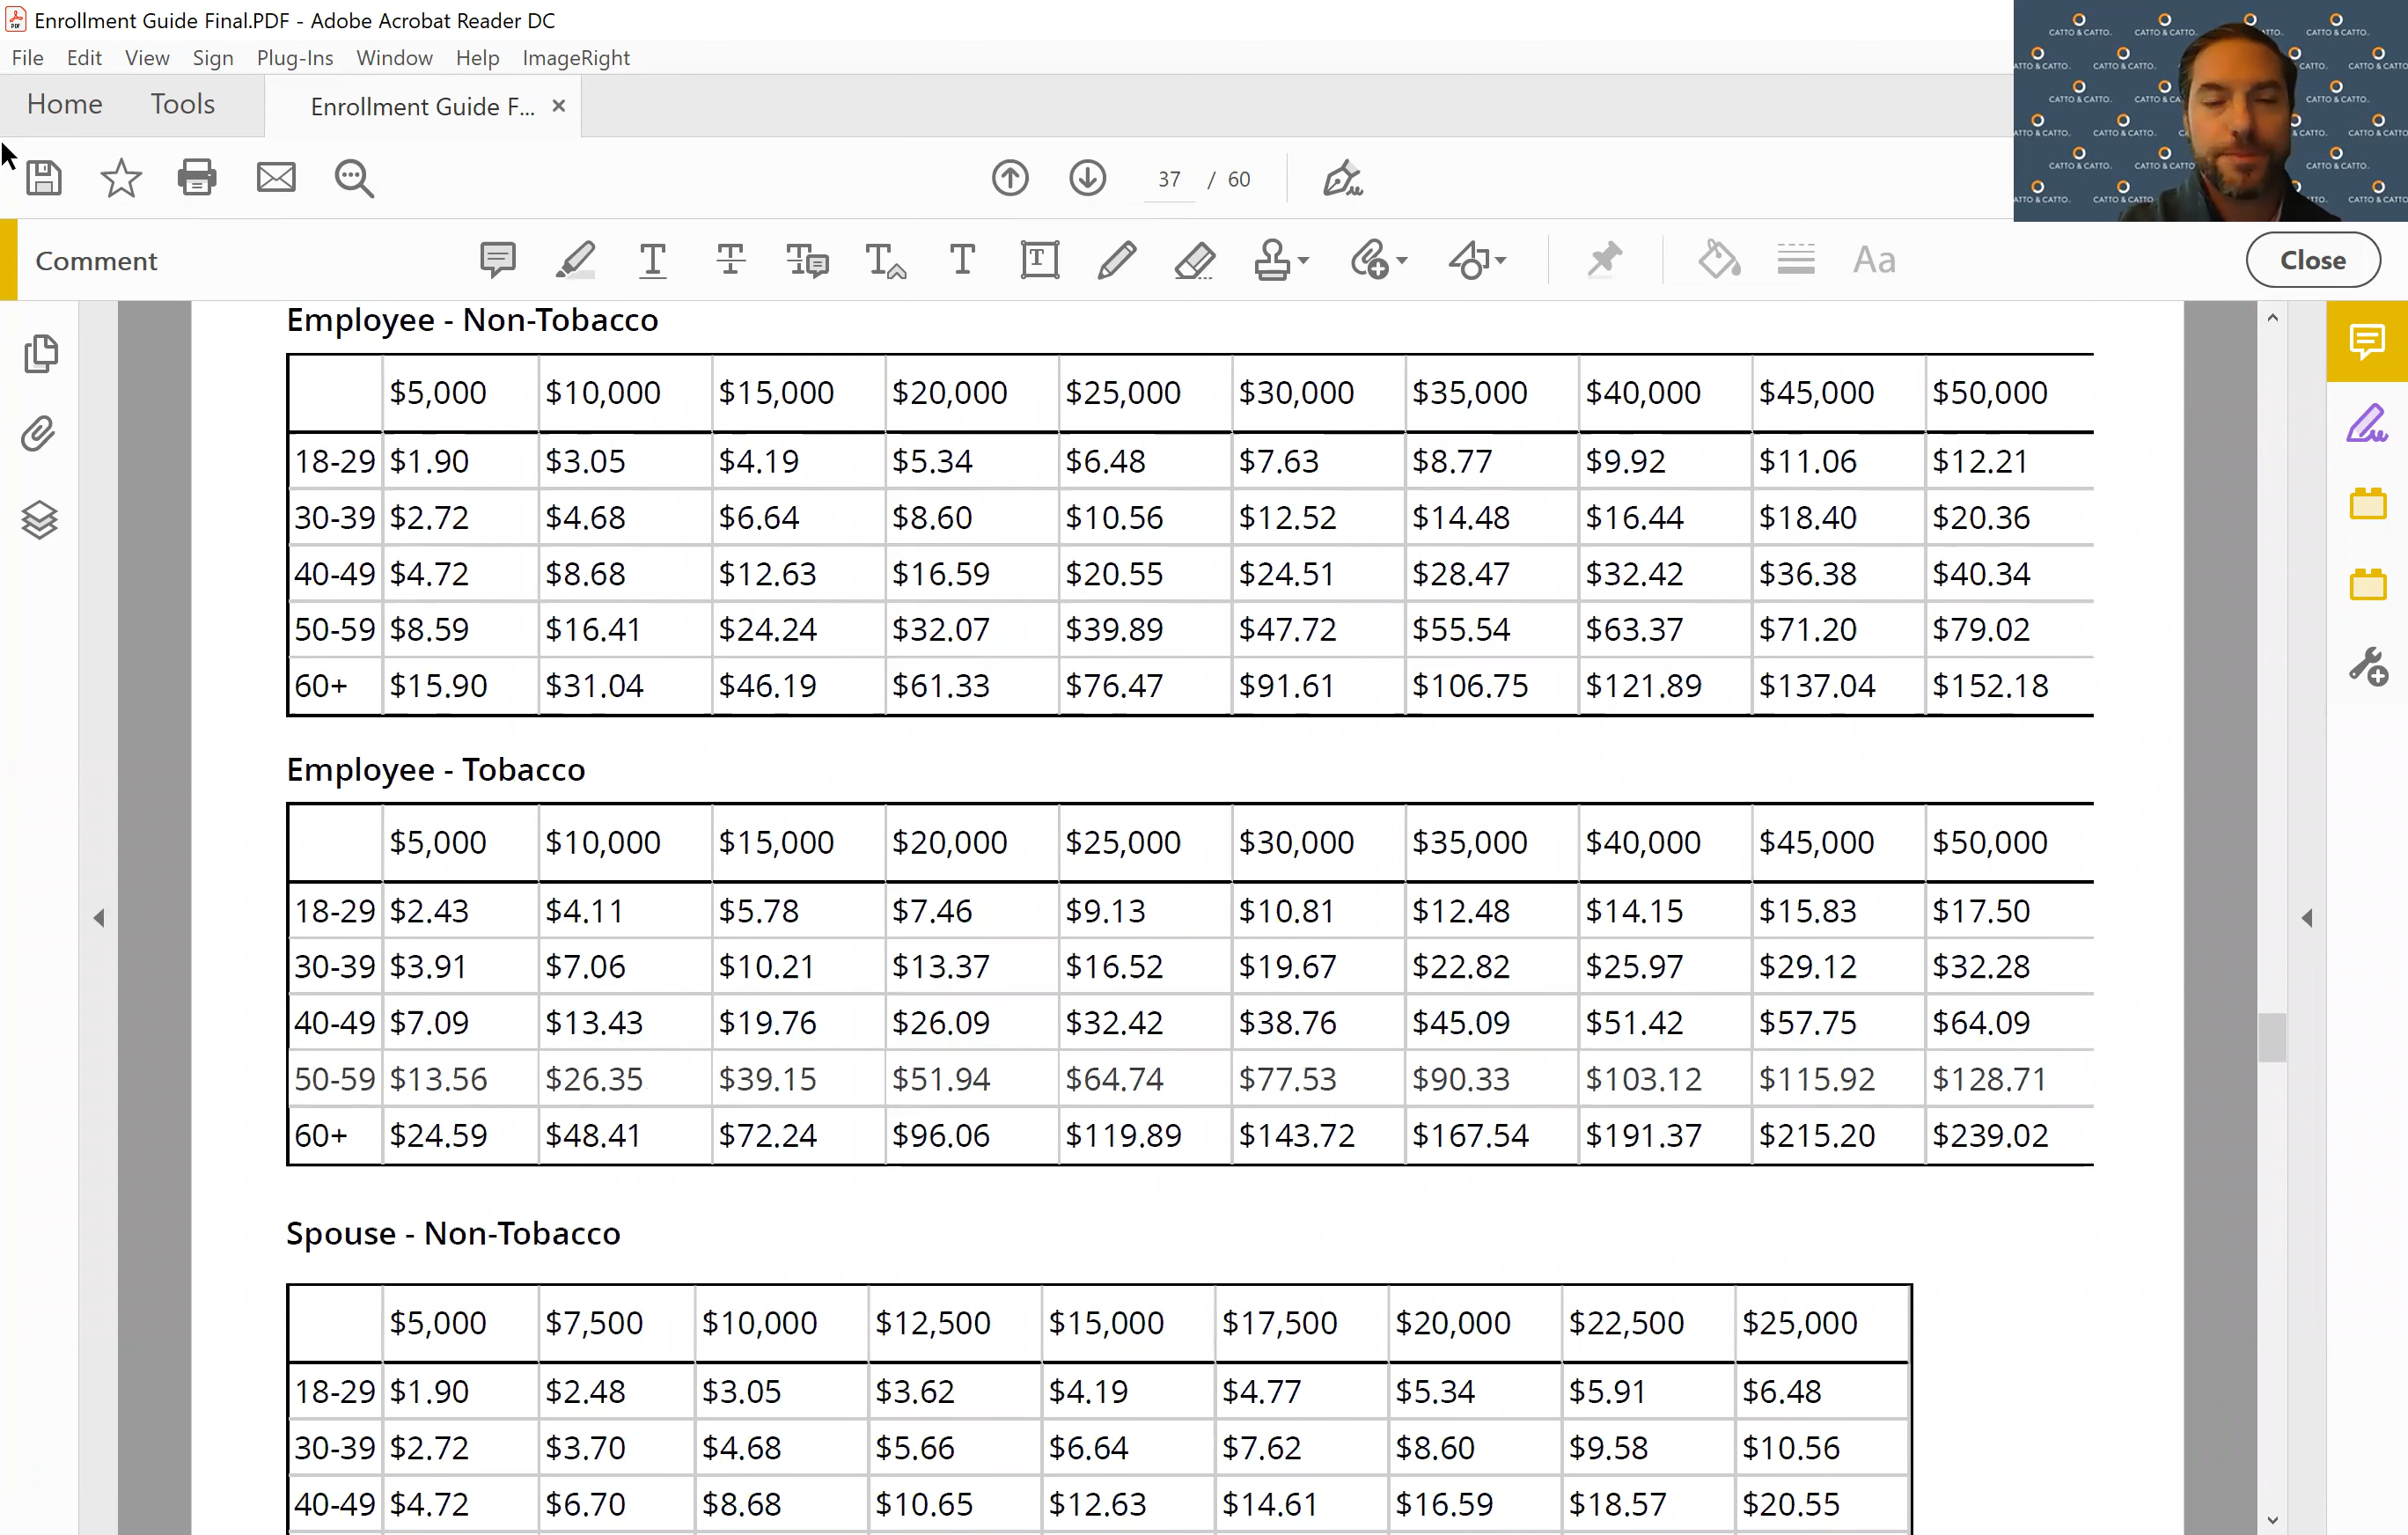 Enrollment Guide Final.PDF - Adobe Acrobat Reader DC
File Edit View Sign Plug-Ins Window Help ImageRight
Home Tools Enrollment Guide F... ×
37 / 60
CATTO & CATTO
Comment
T T T T T T Aa
Close
Employee - Non-Tobacco
$5,000 $10,000 $15,000 $20,000 $25,000 $30,000 $35,000 $40,000 $45,000 $50,000
18-29 $1.90 $3.05 $4.19 $5.34 $6.48 $7.63 $8.77 $9.92 $11.06 $12.21
30-39 $2.72 $4.68 $6.64 $8.60 $10.56 $12.52 $14.48 $16.44 $18.40 $20.36
40-49 $4.72 $8.68 $12.63 $16.59 $20.55 $24.51 $28.47 $32.42 $36.38 $40.34
50-59 $8.59 $16.41 $24.24 $32.07 $39.89 $47.72 $55.54 $63.37 $71.20 $79.02
60+ $15.90 $31.04 $46.19 $61.33 $76.47 $91.61 $106.75 $121.89 $137.04 $152.18
Employee - Tobacco
$5,000 $10,000 $15,000 $20,000 $25,000 $30,000 $35,000 $40,000 $45,000 $50,000
18-29 $2.43 $4.11 $5.78 $7.46 $9.13 $10.81 $12.48 $14.15 $15.83 $17.50
30-39 $3.91 $7.06 $10.21 $13.37 $16.52 $19.67 $22.82 $25.97 $29.12 $32.28
40-49 $7.09 $13.43 $19.76 $26.09 $32.42 $38.76 $45.09 $51.42 $57.75 $64.09
50-59 $13.56 $26.35 $39.15 $51.94 $64.74 $77.53 $90.33 $103.12 $115.92 $128.71
60+ $24.59 $48.41 $72.24 $96.06 $119.89 $143.72 $167.54 $191.37 $215.20 $239.02
Spouse - Non-Tobacco
$5,000 $7,500 $10,000 $12,500 $15,000 $17,500 $20,000 $22,500 $25,000
18-29 $1.90 $2.48 $3.05 $3.62 $4.19 $4.77 $5.34 $5.91 $6.48
30-39 $2.72 $3.70 $4.68 $5.66 $6.64 $7.62 $8.60 $9.58 $10.56
40-49 $4.72 $6.70 $8.68 $10.65 $12.63 $14.61 $16.59 $18.57 $20.55